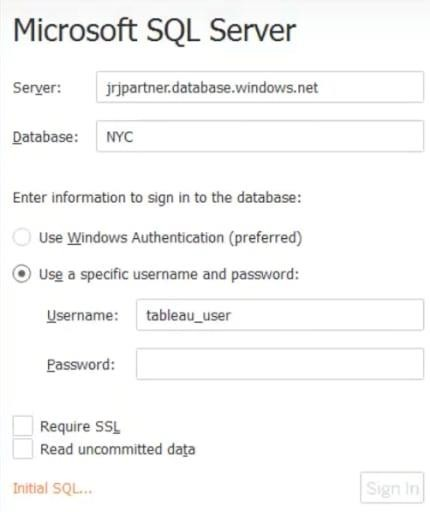 Microsoft SQL Server
Server: jrjpartner.database.windows.net
Database: NYC
Enter information to sign in to the database:
Use Windows Authentication (preferred)
Use a specific username and password:
Username: tableau_user
Password:
Require SSL
Read uncommitted data
Initial SQL... Sign In